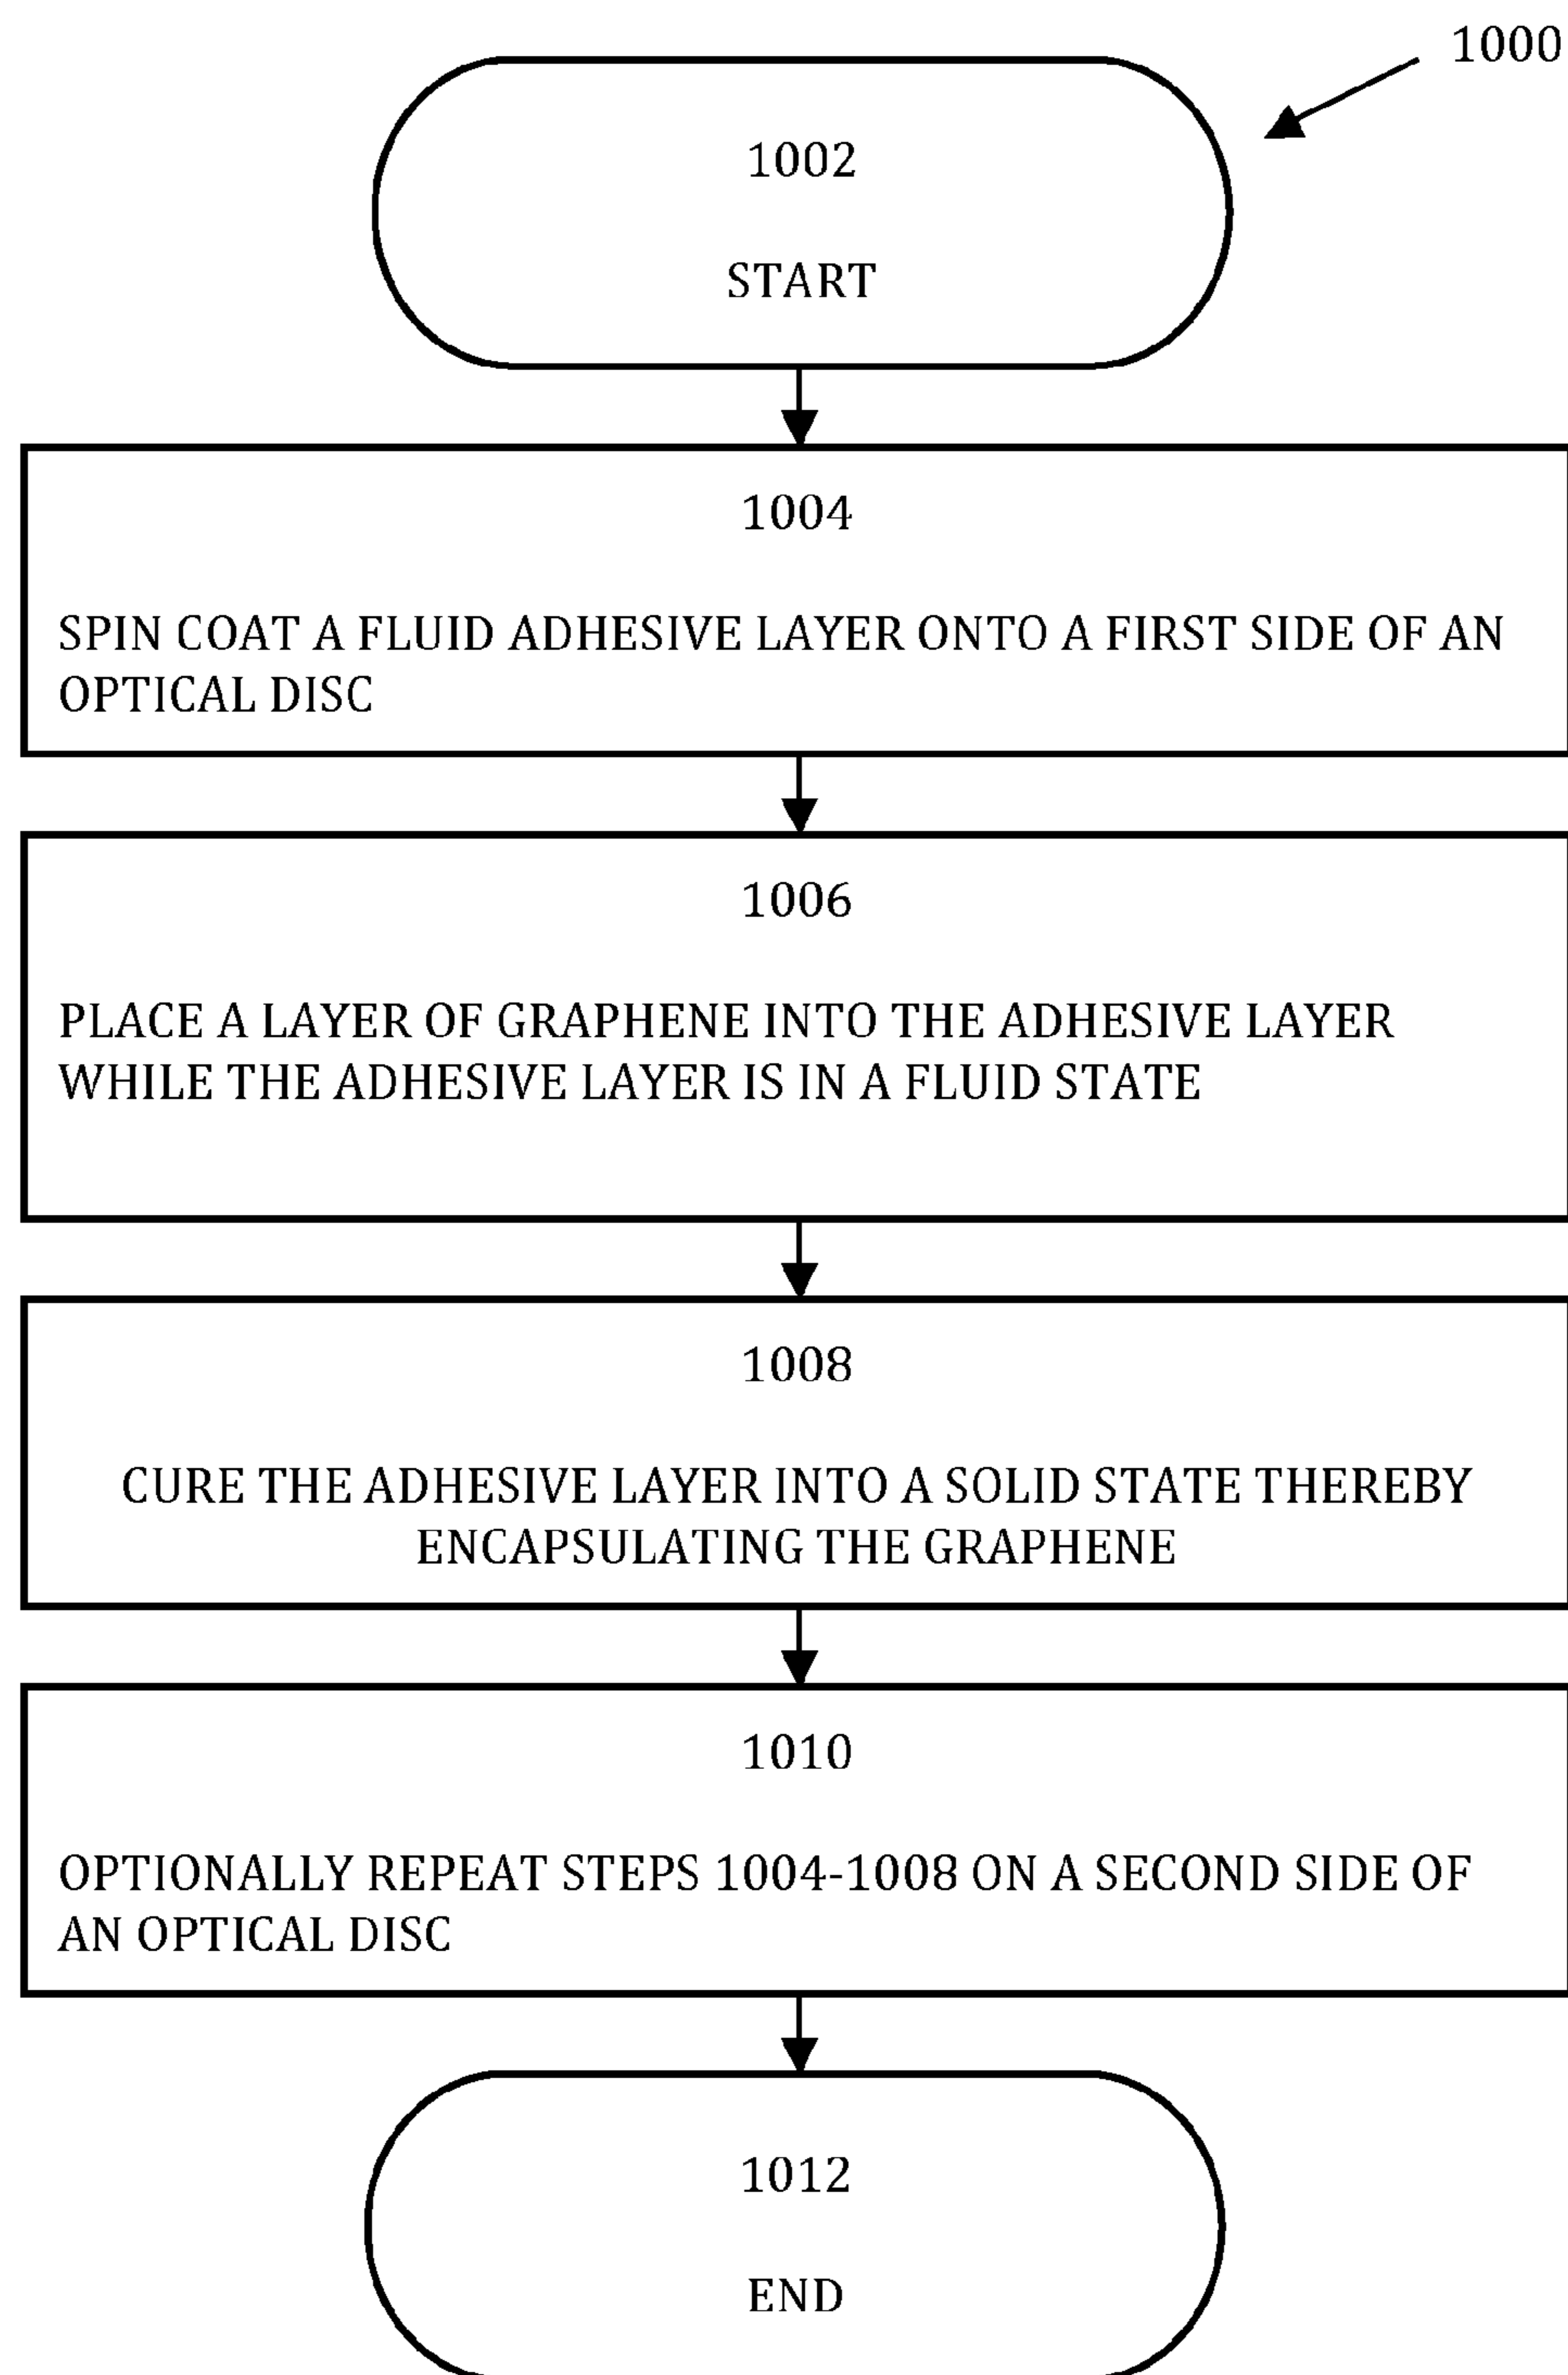 1000
1002
START
1004
SPIN COAT A FLUID ADHESIVE LAYER ONTO A FIRST SIDE OF AN
OPTICAL DISC
1006
PLACE A LAYER OF GRAPHENE INTO THE ADHESIVE LAYER
WHILE THE ADHESIVE LAYER IS IN A FLUID STATE
1008
CURE THE ADHESIVE LAYER INTO A SOLID STATE THEREBY
ENCAPSULATING THE GRAPHENE
1010
OPTIONALLY REPEAT STEPS 1004-1008 ON A SECOND SIDE OF
AN OPTICAL DISC
1012
END